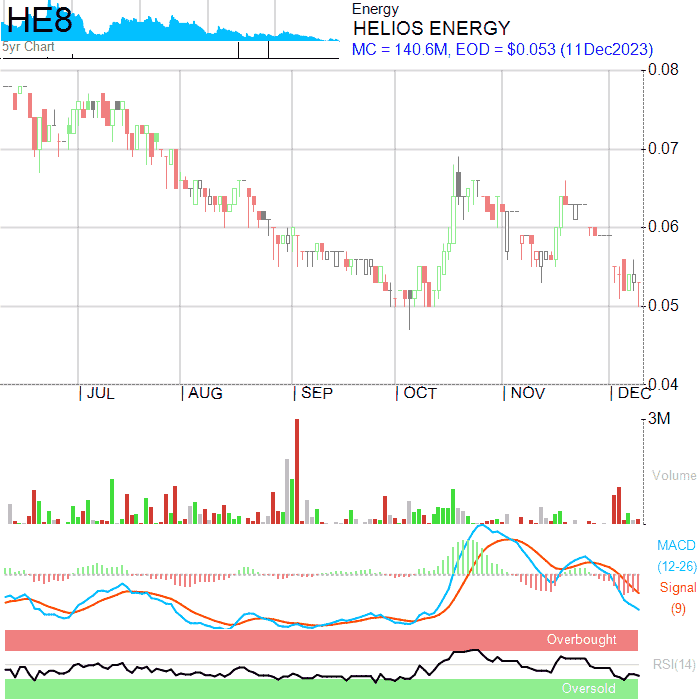 HE8
5yr Chart
Energy
HELIOS ENERGY
MC = 140.6M, EOD = $0.053 (11Dec2023)
0.08
0.07
0.06
0.05
0.04
JUL AUG SEP OCT NOV DEC
3M
Volume
MACD
(12-26)
Signal
(9)
Overbought
RSI(14)
Oversold